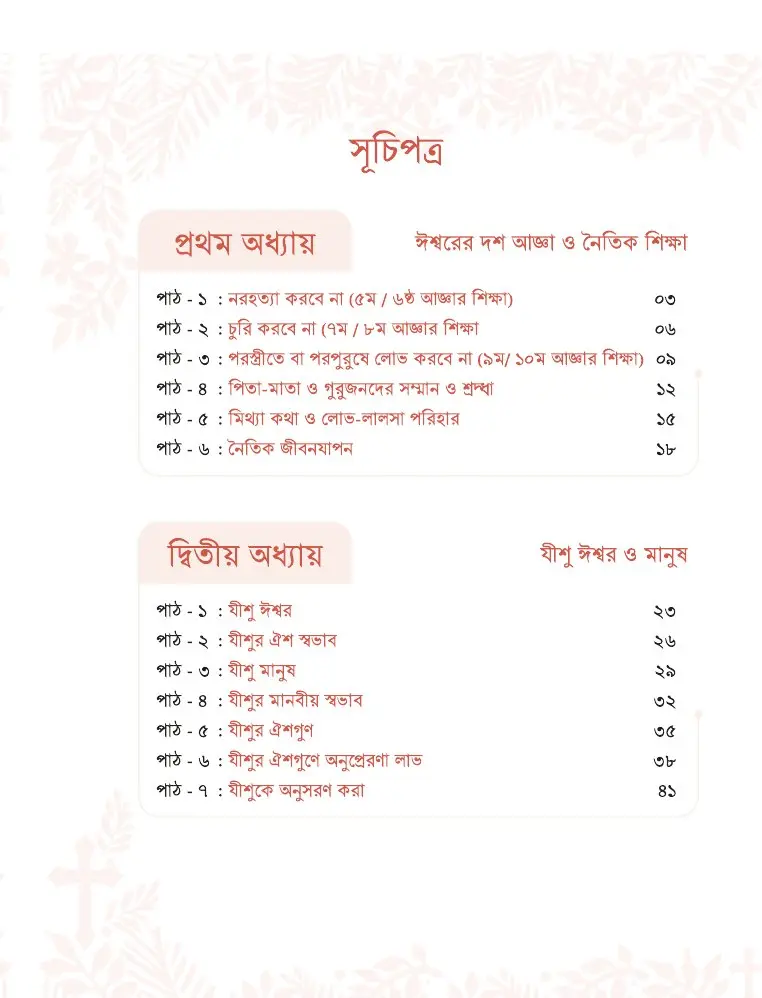 সূচিপত্র
প্রথম অধ্যায় ঈশ্বরের দশ আজ্ঞা ও নৈতিক শিক্ষা
পাঠ - ১ : নরহত্যা করবে না (৫ম / ৬ষ্ঠ আজ্ঞার শিক্ষা) ০৩
পাঠ - ২ : চুরি করবে না (৭ম / ৮ম আজ্ঞার শিক্ষা ০৬
পাঠ - ৩ : পরস্ত্রীতে বা পরপুরুষে লোভ করবে না (৯ম/ ১০ম আজ্ঞার শিক্ষা) ০৯
পাঠ - ৪ : পিতা-মাতা ও গুরুজনদের সম্মান ও শ্রদ্ধা ১২
পাঠ - ৫ : মিথ্যা কথা ও লোভ-লালসা পরিহার ১৫
পাঠ - ৬ : নৈতিক জীবনযাপন ১৮
দ্বিতীয় অধ্যায় যীশু ঈশ্বর ও মানুষ
পাঠ - ১ : যীশু ঈশ্বর ২৩
পাঠ - ২ : যীশুর ঐশ স্বভাব ২৬
পাঠ - ৩ : যীশু মানুষ ২৯
পাঠ - ৪ : যীশুর মানবীয় স্বভাব ৩২
পাঠ - ৫ : যীশুর ঐশগুণ ৩৫
পাঠ - ৬ : যীশুর ঐশগুণে অনুপ্রেরণা লাভ ৩৮
পাঠ - ৭ : যীশুকে অনুসরণ করা ৪১